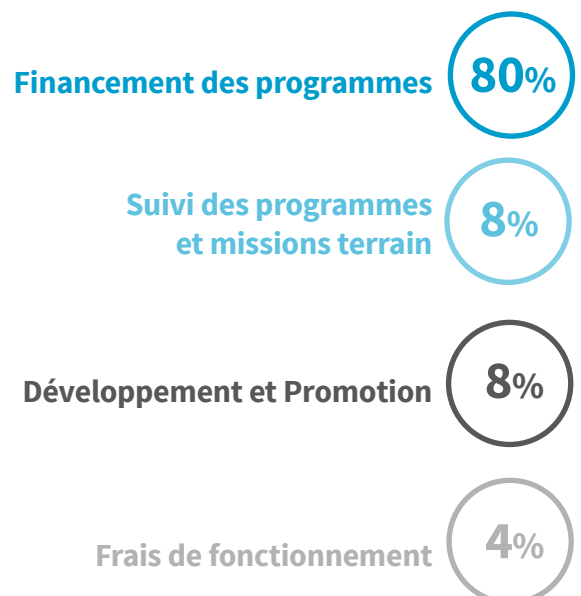 Financement des programmes 80%
Suivi des programmes
et missions terrain 8%
Développement et Promotion 8%
Frais de fonctionnement 4%